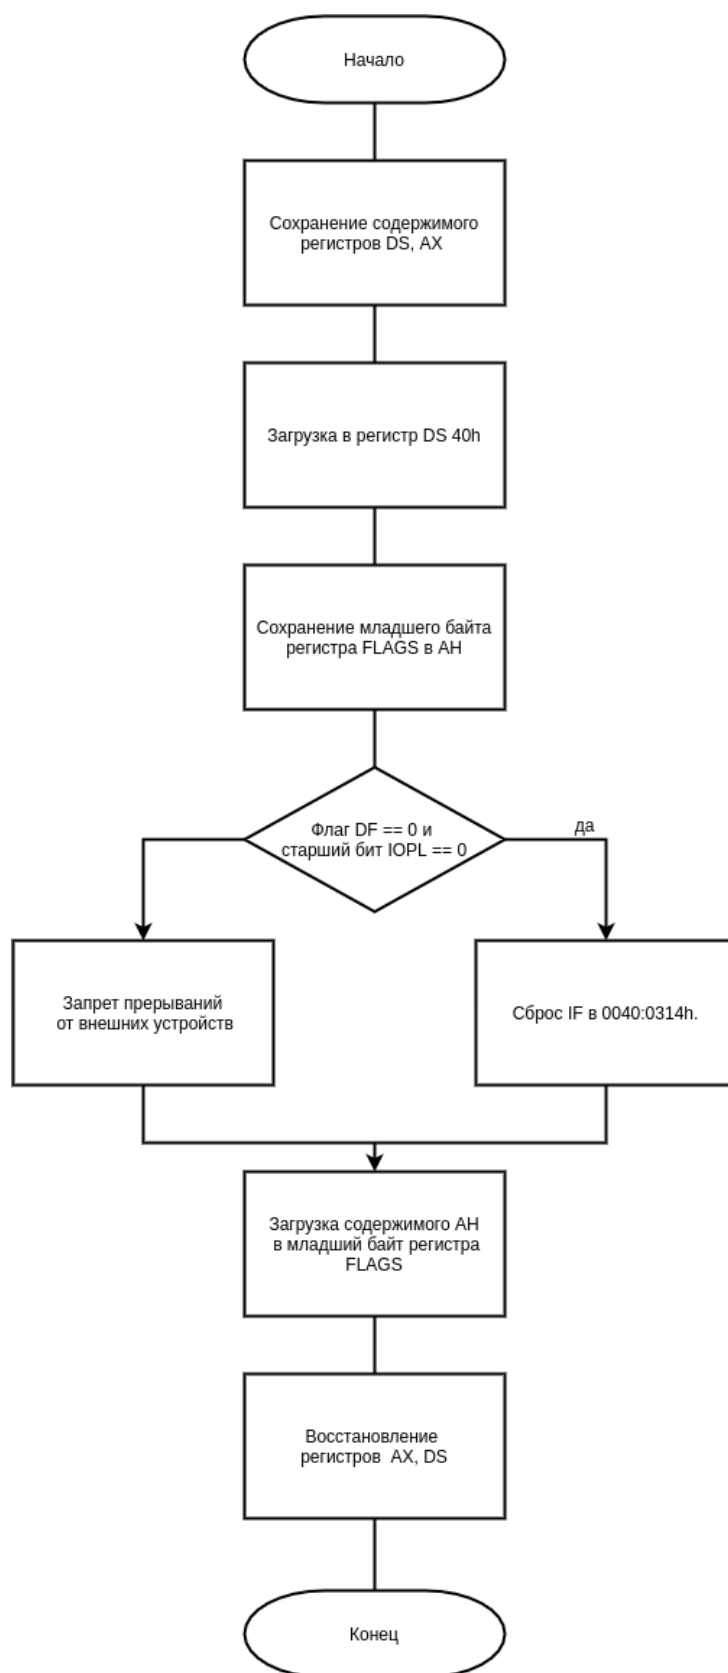 Начало
Сохранение содержимого
регистров DS, AX
Загрузка в регистр DS 40h
Сохранение младшего байта
регистра FLAGS в AH
Флаг DF == 0 и
старший бит IOPL == 0
да
Запрет прерываний
от внешних устройств
Сброс IF в 0040:0314h.
Загрузка содержимого AH
в младший байт регистра
FLAGS
Восстановление
регистров AX, DS
Конец